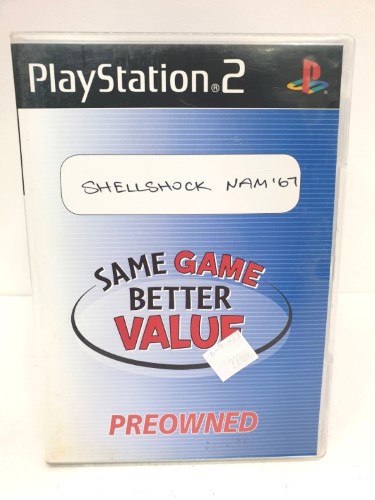 PlayStation®2
SHELLSHOCK NAM'67
SAME GAME
BETTER
VALUE
PREOWNED